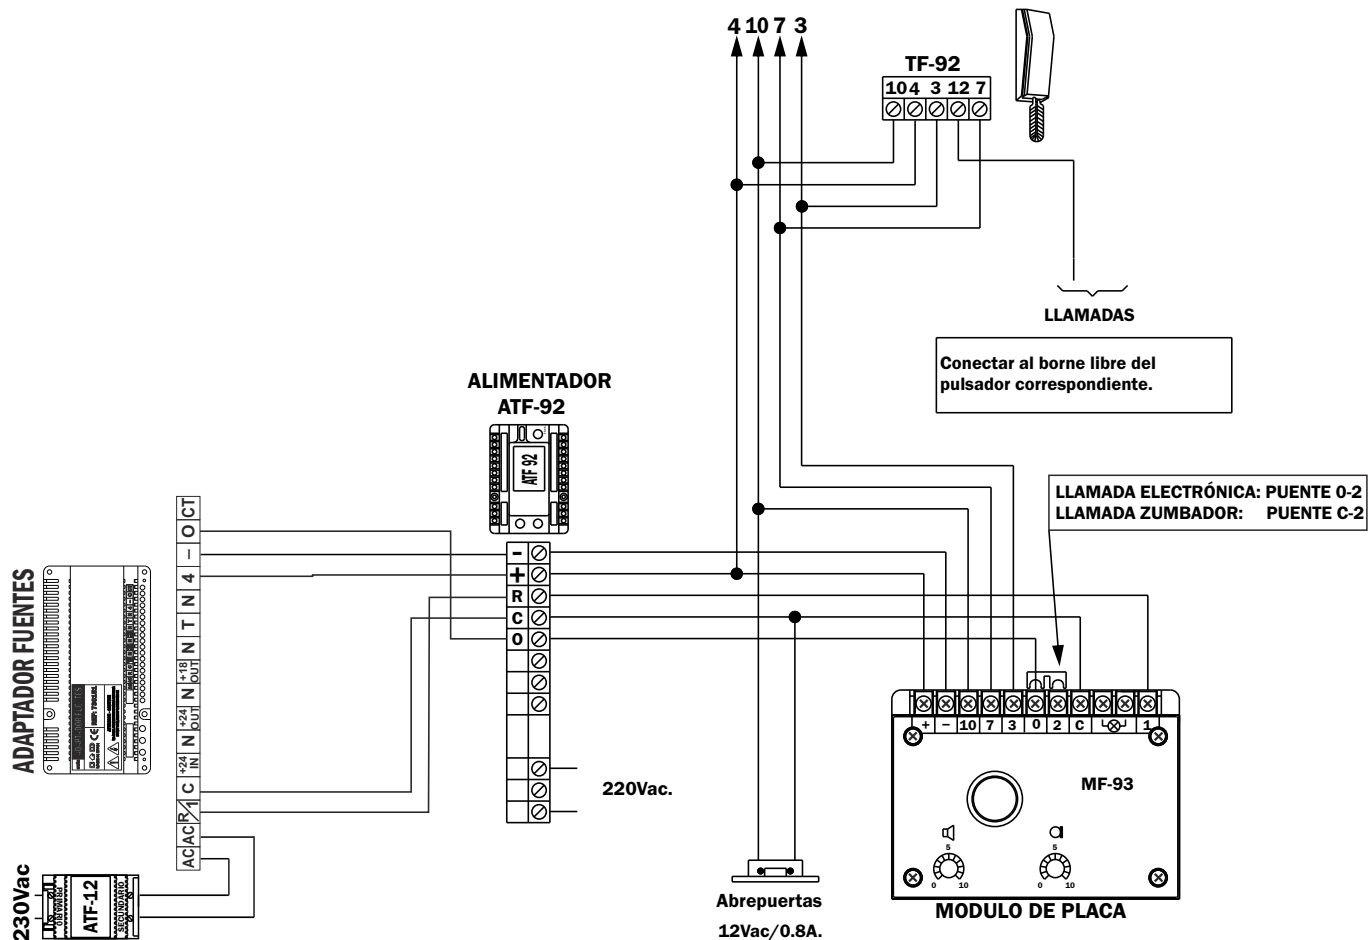 4 10 7 3
TF-92
10 4 3 12 7
LLAMADAS
Conectar al borne libre del
pulsador correspondiente.
ALIMENTADOR
ATF-92
ATF 92
LLAMADA ELECTRÓNICA: PUENTE 0-2
LLAMADA ZUMBADOR: PUENTE C-2
-
+
R
C
0
220Vac.
ADAPTADOR FUENTES
CT
O
–
4
N
T
N
+18 OUT
N
+24 OUT
N
+24 IN
C
R/1
AC
AC
230Vac
PRIMARIO
ATF-12
SECUNDARIO
+ – 10 7 3 0 2 C 1
MF-93
5
0 10
5
0 10
MODULO DE PLACA
Abrepuertas
12Vac/0.8A.